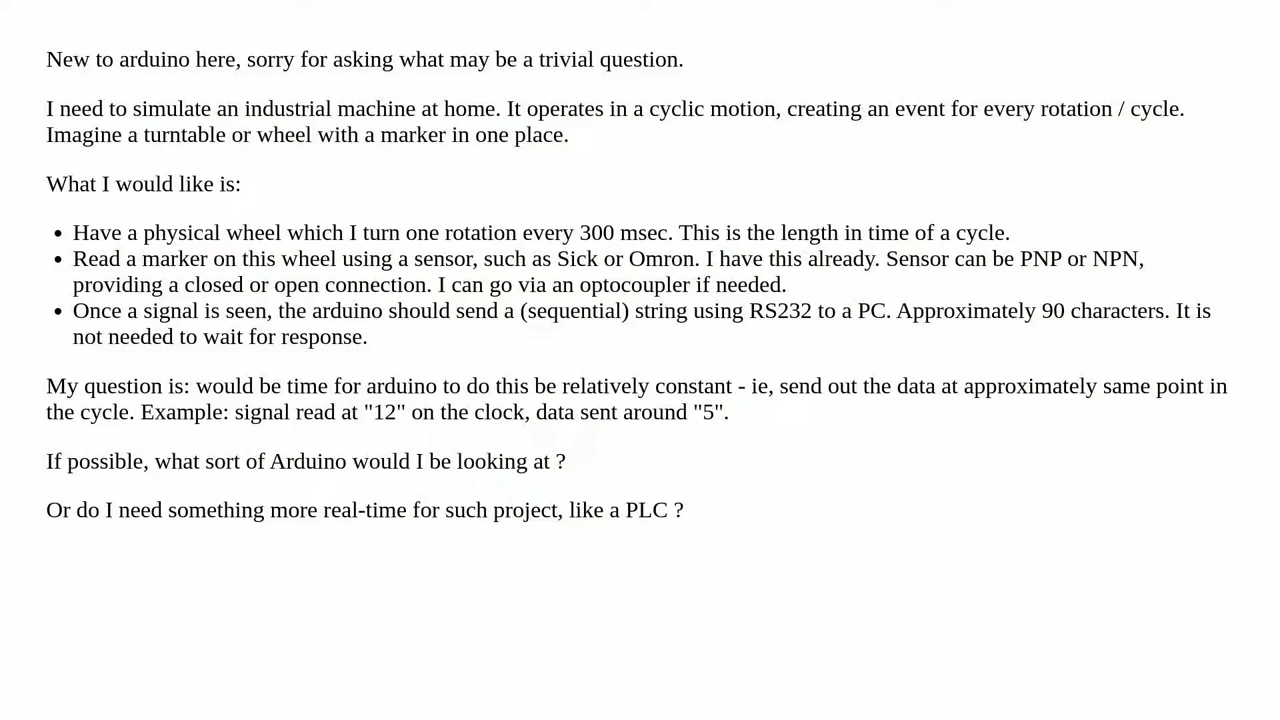 New to arduino here, sorry for asking what may be a trivial question.
I need to simulate an industrial machine at home. It operates in a cyclic motion, creating an event for every rotation / cycle.
Imagine a turntable or wheel with a marker in one place.
What I would like is:
• Have a physical wheel which I turn one rotation every 300 msec. This is the length in time of a cycle.
• Read a marker on this wheel using a sensor, such as Sick or Omron. I have this already. Sensor can be PNP or NPN,
providing a closed or open connection. I can go via an optocoupler if needed.
• Once a signal is seen, the arduino should send a (sequential) string using RS232 to a PC. Approximately 90 characters. It is
not needed to wait for response.
My question is: would be time for arduino to do this be relatively constant - ie, send out the data at approximately same point in
the cycle. Example: signal read at "12" on the clock, data sent around "5".
If possible, what sort of Arduino would I be looking at ?
Or do I need something more real-time for such project, like a PLC ?